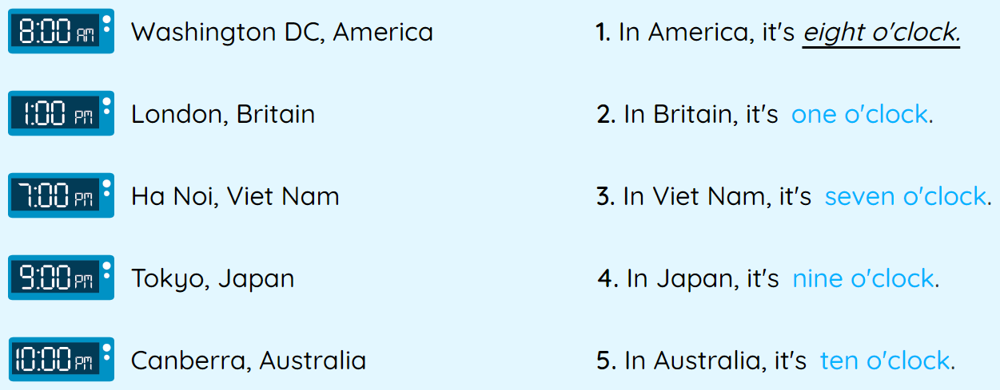 8:00 AM Washington DC, America 1. In America, it's eight o'clock.
1:00 PM London, Britain 2. In Britain, it's one o'clock.
7:00 PM Ha Noi, Viet Nam 3. In Viet Nam, it's seven o'clock.
9:00 PM Tokyo, Japan 4. In Japan, it's nine o'clock.
10:00 PM Canberra, Australia 5. In Australia, it's ten o'clock.